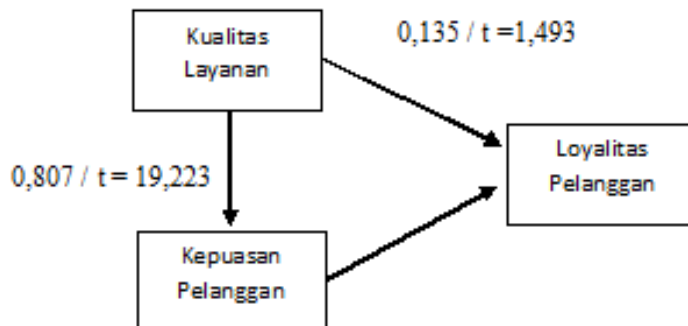 Kualitas
Layanan
0,135 / t =1,493
Loyalitas
Pelanggan
0,807 / t = 19,223
Kepuasan
Pelanggan